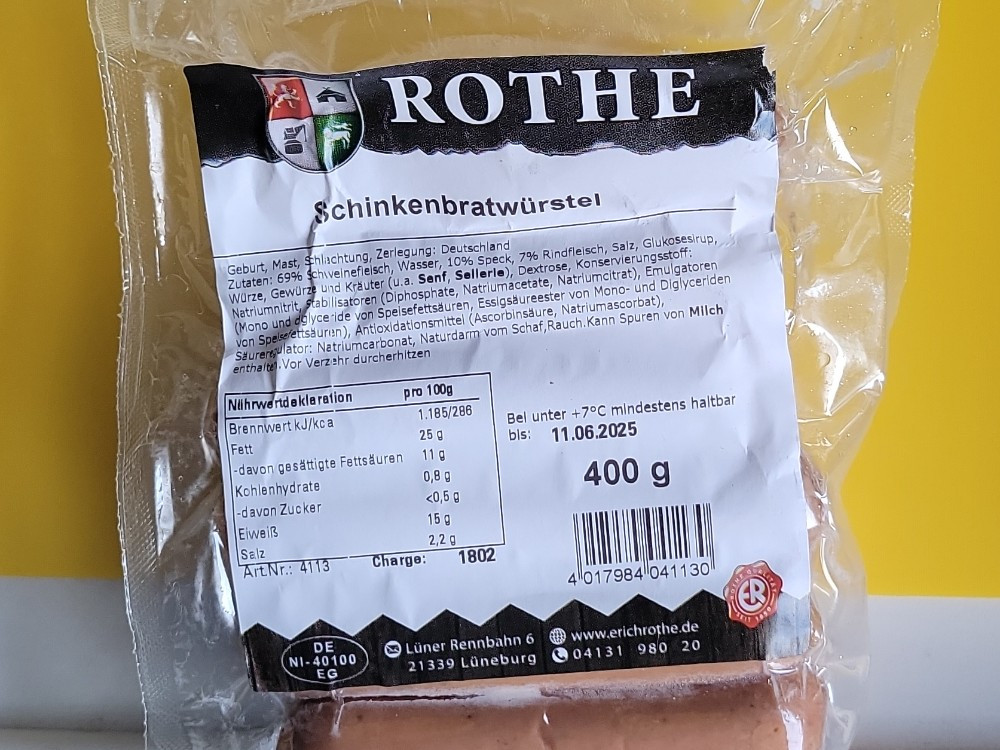 ROTHE
Schinkenbratwürstel
Geburt, Mast, Schlachtung, Zerlegung: Deutschland
Zutaten: 69% Schweinefleisch, Wasser, 10% Speck, 7% Rindfleisch, Salz, Glukosesirup,
Würze, Gewürze und Kräuter (u.a. Senf, Sellerie), Dextrose, Konservierungsstoff:
Natriumnitrit, Stabilisatoren (Diphosphate, Natriumacetate, Natriumcitrat), Emulgatoren
(Mono und diglyceride von Speisefettsäuren, Essigsäureester von Mono- und Diglyceriden
von Speisefettsäuren), Antioxidationsmittel (Ascorbinsäure, Natriumascorbat),
Säureregulator: Natriumcarbonat, Naturdarm vom Schaf,Rauch.Kann Spuren von Milch
enthalten.Vor Verzehr durcherhitzen
Nährwertdeklaration pro 100g
Brennwert kJ/kca 1.185/286
Fett 25 g
-davon gesättigte Fettsäuren 11 g
Kohlenhydrate 0,8 g
-davon Zucker <0,5 g
Eiweiß 15 g
Salz 2,2 g
Art.Nr.: 4113 Charge: 1802
Bei unter +7°C mindestens haltbar
bis: 11.06.2025
400 g
4 017984 041130
ER
DE
NI-40100
EG
Lüner Rennbahn 6
21339 Lüneburg
www.erichrothe.de
04131 980 20